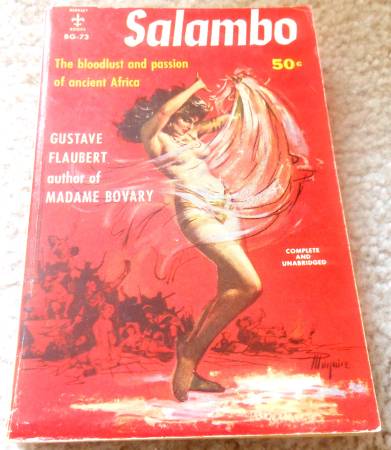 BERKLEY
BOOKS
BG-73
Salambo
50¢
The bloodlust and passion
of ancient Africa
GUSTAVE
FLAUBERT
author of
MADAME BOVARY
COMPLETE
AND
UNABRIDGED
Maguire